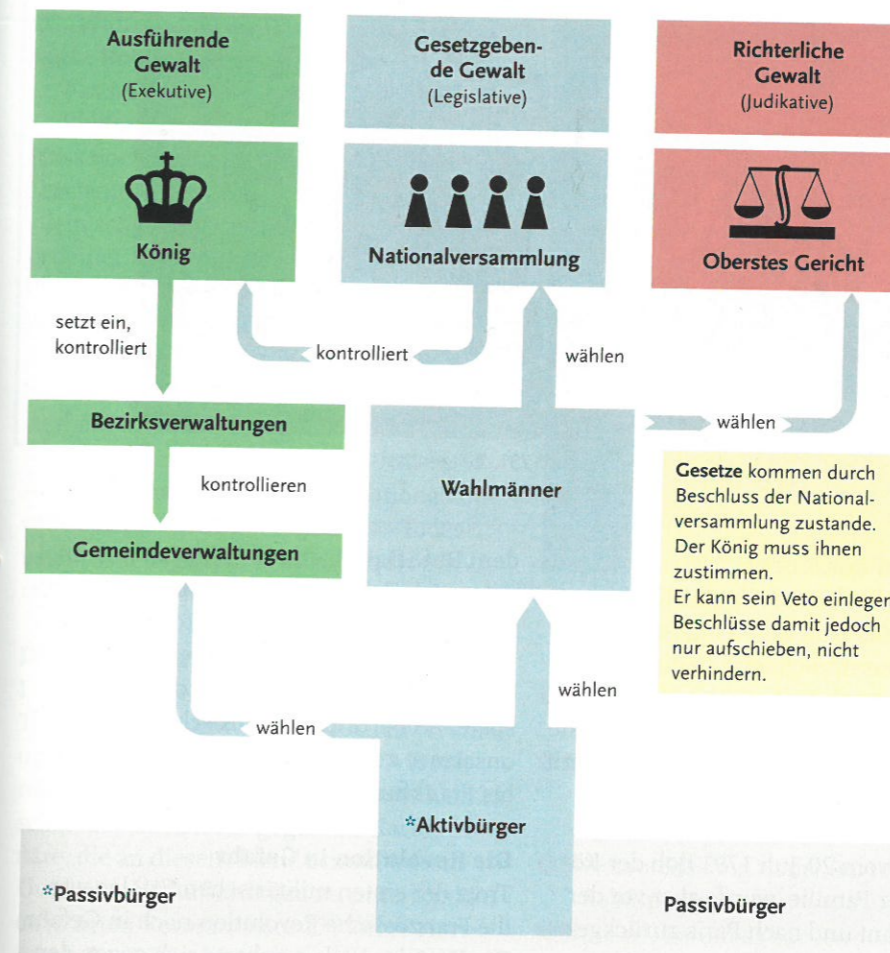 Ausführende
Gewalt
(Exekutive)
Gesetzgeben-
de Gewalt
(Legislative)
Richterliche
Gewalt
(Judikative)
König
Nationalversammlung
Oberstes Gericht
setzt ein,
kontrolliert
kontrolliert
wählen
Bezirksverwaltungen
wählen
kontrollieren
Wahlmänner
Gesetze kommen durch
Beschluss der National-
versammlung zustande.
Der König muss ihnen
zustimmen.
Er kann sein Veto einlegen
Beschlüsse damit jedoch
nur aufschieben, nicht
verhindern.
Gemeindeverwaltungen
wählen
wählen
*Aktivbürger
*Passivbürger
Passivbürger